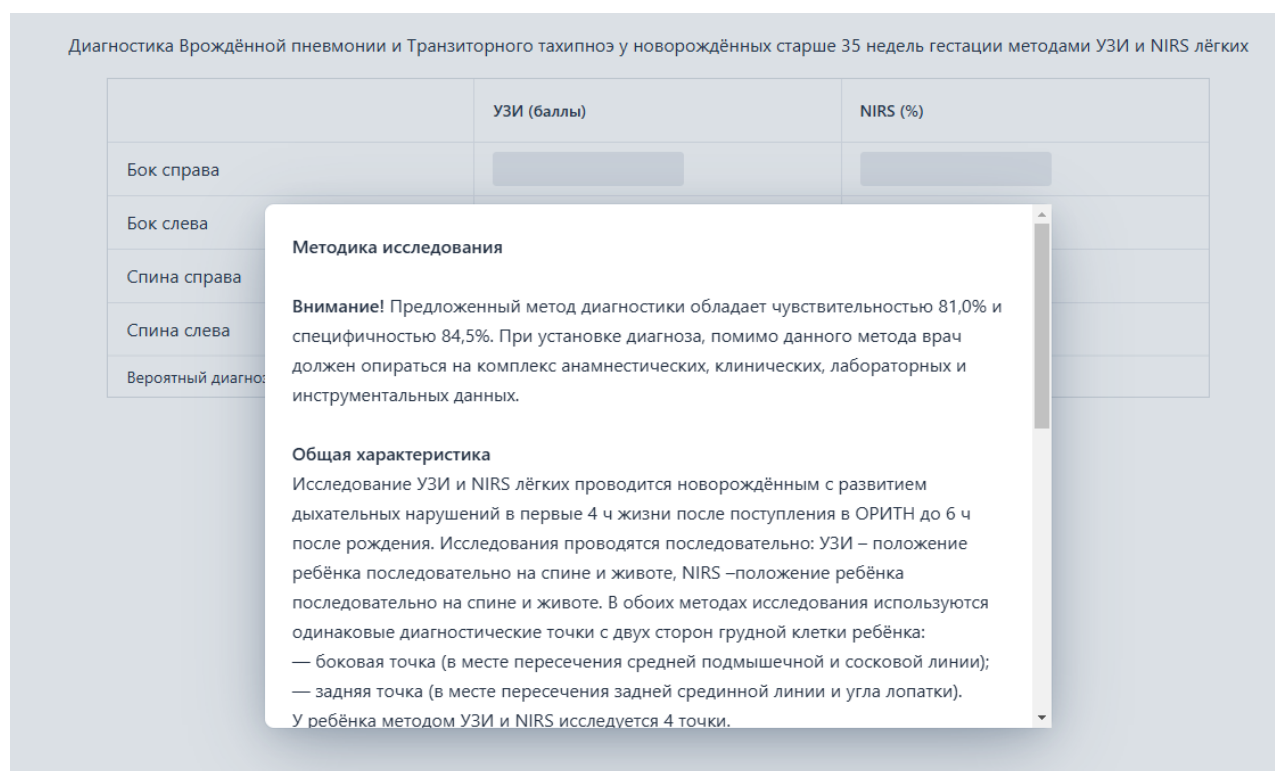 Диагностика Врождённой пневмонии и Транзиторного тахипноэ у новорождённых старше 35 недель гестации методами УЗИ и NIRS лёгких
УЗИ (баллы) NIRS (%)
Бок справа
Бок слева
Спина справа
Спина слева
Вероятный
Методика исследования
Внимание! Предложенный метод диагностики обладает чувствительностью 81,0% и
специфичностью 84,5%. При установке диагноза, помимо данного метода врач
должен опираться на комплекс анамнестических, клинических, лабораторных и
инструментальных данных.
Общая характеристика
Исследование УЗИ и NIRS лёгких проводится новорождённым с развитием
дыхательных нарушений в первые 4 ч жизни после поступления в ОРИТН до 6 ч
после рождения. Исследования проводятся последовательно: УЗИ – положение
ребёнка последовательно на спине и животе, NIRS –положение ребёнка
последовательно на спине и животе. В обоих методах исследования используются
одинаковые диагностические точки с двух сторон грудной клетки ребёнка:
— боковая точка (в месте пересечения средней подмышечной и сосковой линии);
— задняя точка (в месте пересечения задней срединной линии и угла лопатки).
У ребёнка методом УЗИ и NIRS исследуется 4 точки.